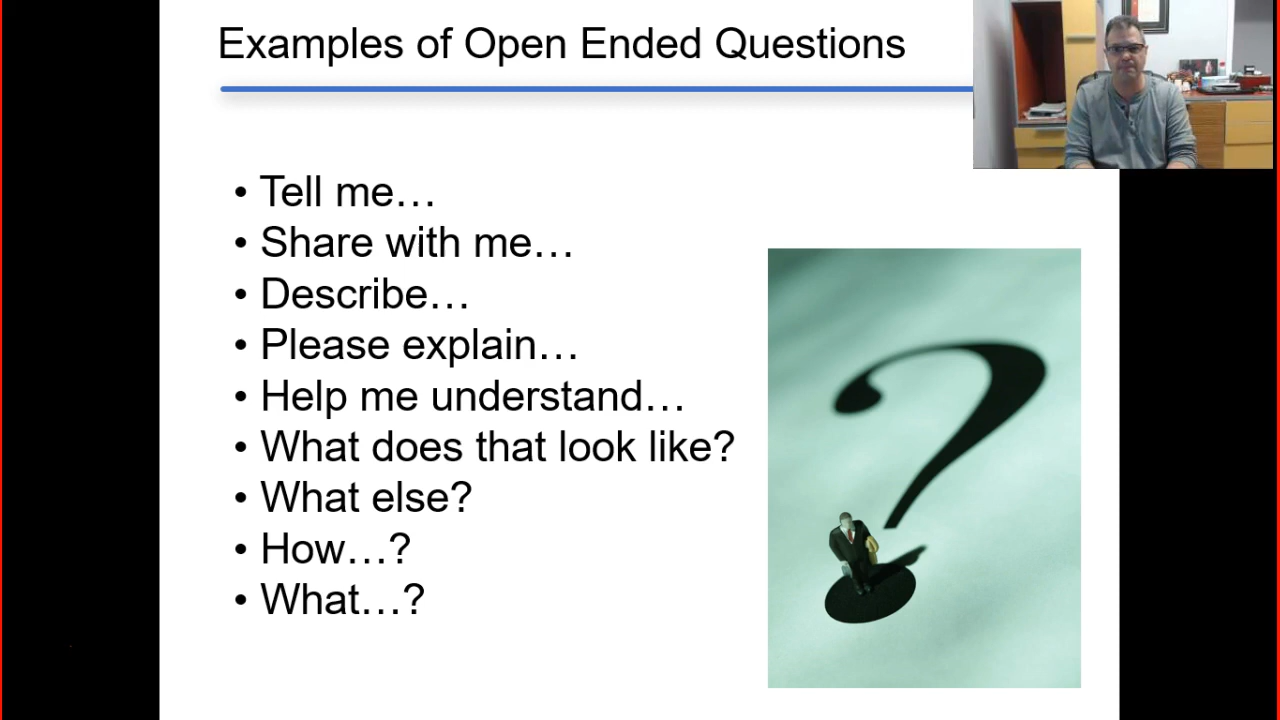 Examples of Open Ended Questions
• Tell me…
• Share with me…
• Describe…
• Please explain…
• Help me understand…
• What does that look like?
• What else?
• How…?
• What…?